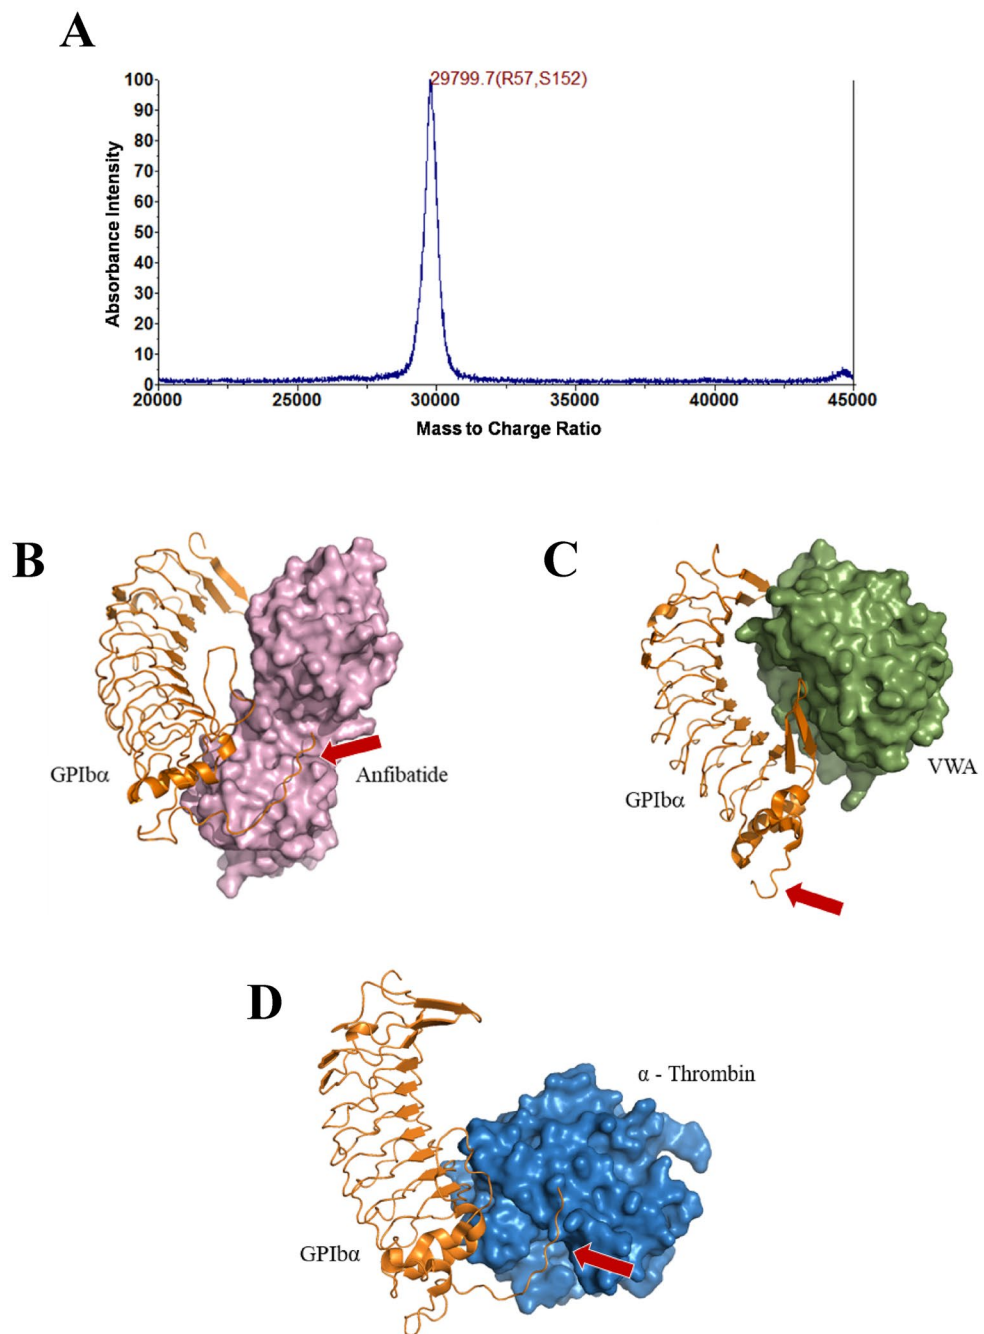 A
29799.7(R57,S152)
100
90
80
70
60
50
40
30
20
10
0
Absorbance Intensity
20000 25000 30000 35000 40000 45000
Mass to Charge Ratio
B
GPIbα
Anfibatide
C
GPIbα
VWA
D
α - Thrombin
GPIbα